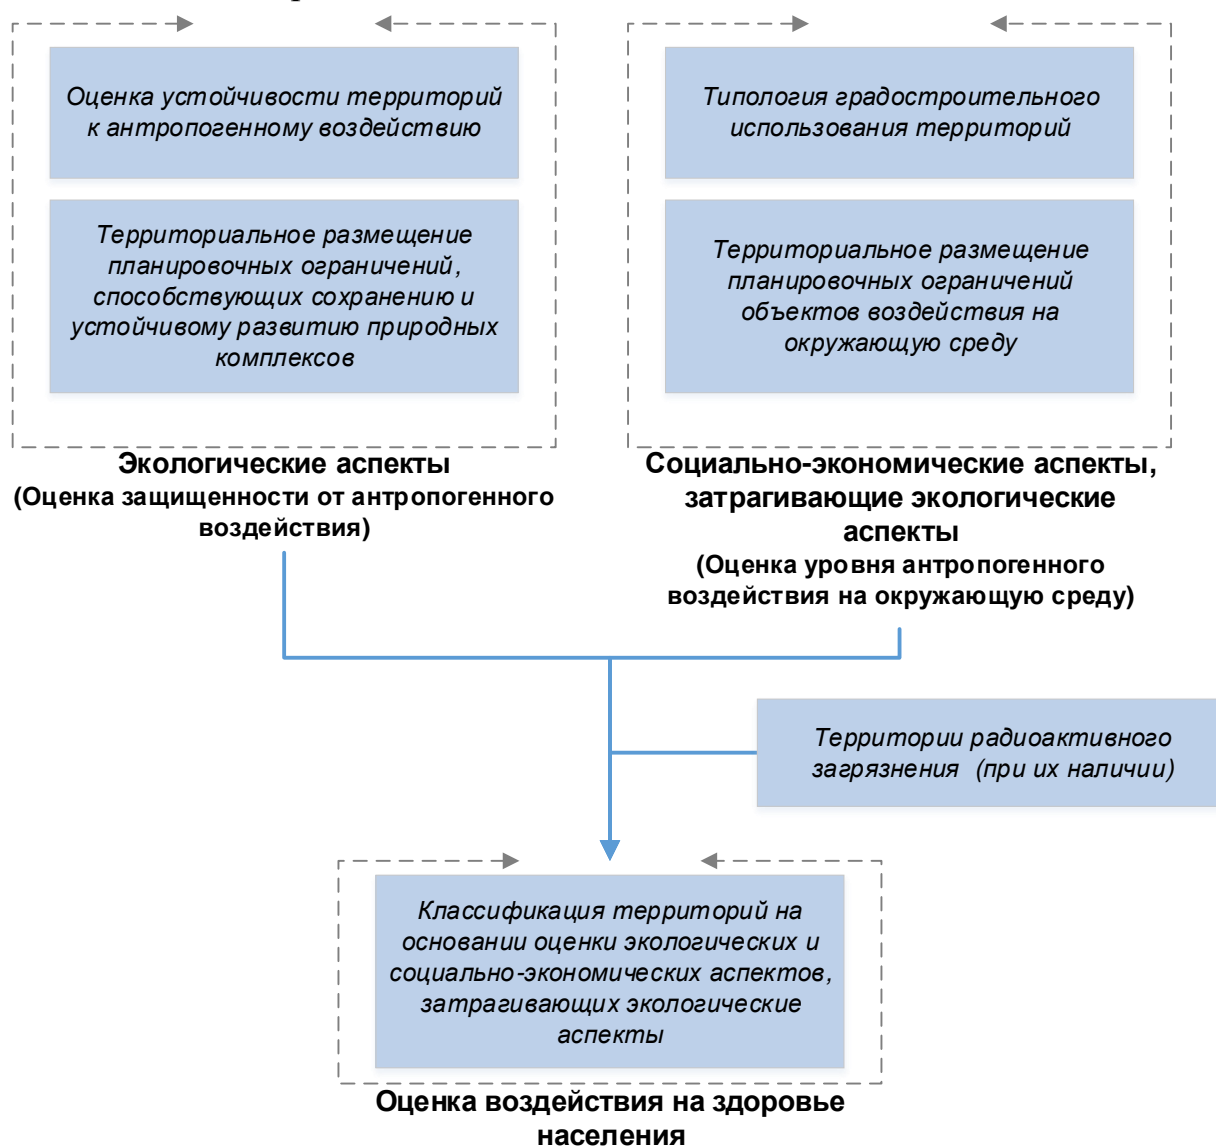 Оценка устойчивости территорий
к антропогенному воздействию
Территориальное размещение
планировочных ограничений,
способствующих сохранению и
устойчивому развитию природных
комплексов
Экологические аспекты
(Оценка защищенности от антропогенного
воздействия)
Типология градостроительного
использования территорий
Территориальное размещение
планировочных ограничений
объектов воздействия на
окружающую среду
Социально-экономические аспекты,
затрагивающие экологические
аспекты
(Оценка уровня антропогенного
воздействия на окружающую среду)
Территории радиоактивного
загрязнения (при их наличии)
Классификация территорий на
основании оценки экологических и
социально-экономических аспектов,
затрагивающих экологические
аспекты
Оценка воздействия на здоровье
населения